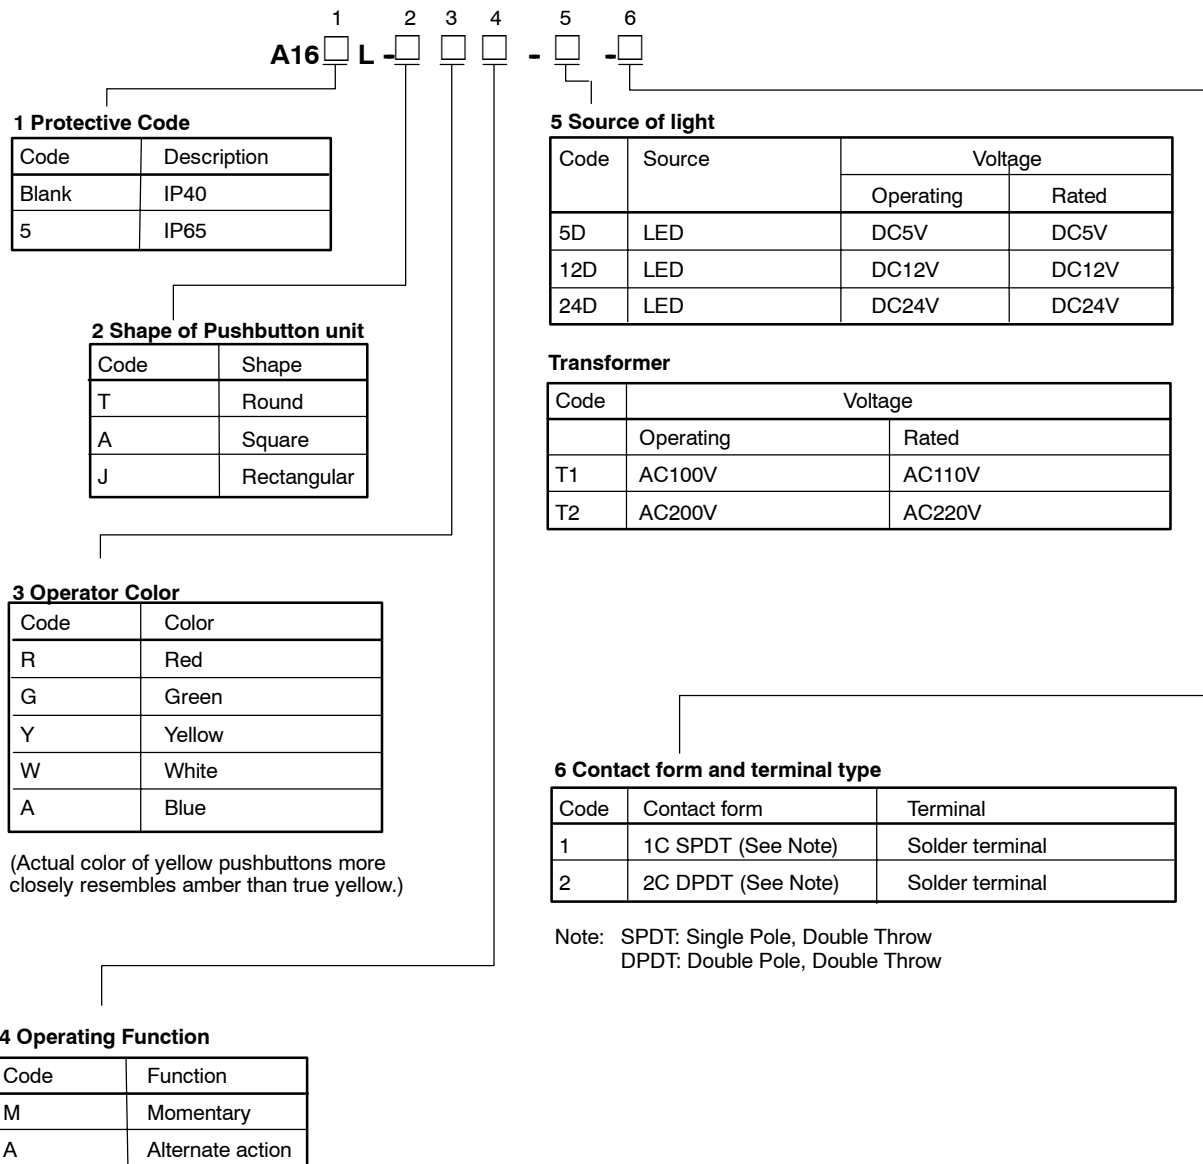 1 2 3 4 5 6
A16□ L -□ □ □ - □ -□
1 Protective Code
Code Description
Blank IP40
5 IP65
2 Shape of Pushbutton unit
Code Shape
T Round
A Square
J Rectangular
3 Operator Color
Code Color
R Red
G Green
Y Yellow
W White
A Blue
(Actual color of yellow pushbuttons more
closely resembles amber than true yellow.)
4 Operating Function
Code Function
M Momentary
A Alternate action
5 Source of light
Code Source Voltage
Operating Rated
5D LED DC5V DC5V
12D LED DC12V DC12V
24D LED DC24V DC24V
Transformer
Code Voltage
Operating Rated
T1 AC100V AC110V
T2 AC200V AC220V
6 Contact form and terminal type
Code Contact form Terminal
1 1C SPDT (See Note) Solder terminal
2 2C DPDT (See Note) Solder terminal
Note: SPDT: Single Pole, Double Throw
DPDT: Double Pole, Double Throw